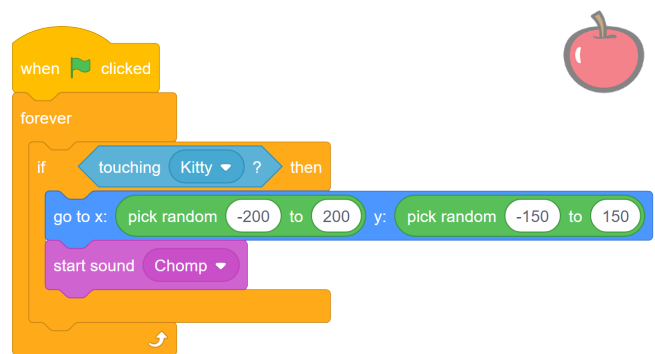 when clicked
forever
if touching Kitty ? then
go to x: pick random -200 to 200 y: pick random -150 to 150
start sound Chomp